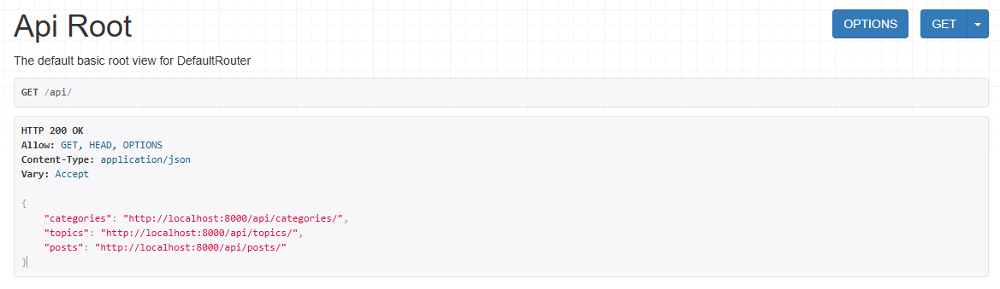 Api Root
OPTIONS
GET
The default basic root view for DefaultRouter
GET /api/
HTTP 200 OK
Allow: GET, HEAD, OPTIONS
Content-Type: application/json
Vary: Accept
{
    "categories": "http://localhost:8000/api/categories/",
    "topics": "http://localhost:8000/api/topics/",
    "posts": "http://localhost:8000/api/posts/"
}